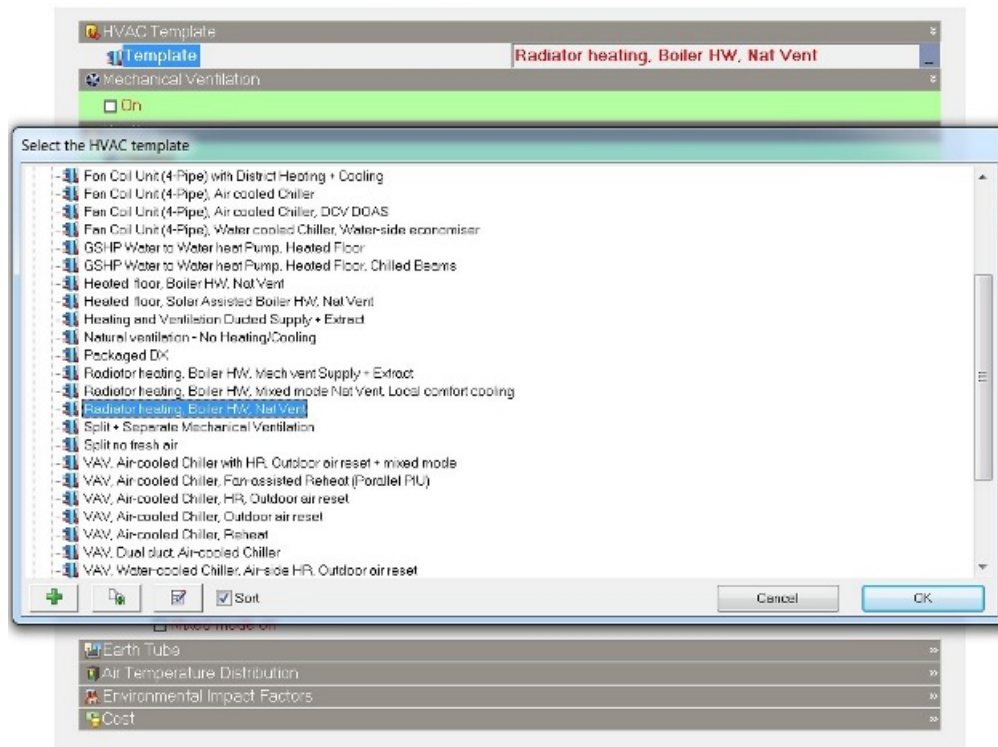 HVAC Template
Template Radiator heating, Boiler HW, Nat Vent
Mechanical Ventilation
On
Select the HVAC template
Fan Coil Unit (4-Pipe) with District Heating + Cooling
Fan Coil Unit (4-Pipe), Air cooled Chiller
Fan Coil Unit (4-Pipe), Air cooled Chiller, DCV DOAS
Fan Coil Unit (4-Pipe), Water cooled Chiller, Water-side economiser
GSHP Water to Water heat Pump, Heated Floor
GSHP Water to Water heat Pump, Heated Floor, Chilled Beams
Heated floor, Boiler HW, Nat Vent
Heated floor, Solar Assisted Boiler HW, Nat Vent
Heating and Ventilation Ducted Supply + Extract
Natural ventilation - No Heating/Cooling
Packaged DX
Radiator heating, Boiler HW, Mech vent Supply + Extract
Radiator heating, Boiler HW, Mixed mode Nat Vent, Local comfort cooling
Radiator heating, Boiler HW, Nat Vent
Split + Separate Mechanical Ventilation
Split no fresh air
VAV, Air-cooled Chiller with HR, Outdoor air reset + mixed mode
VAV, Air-cooled Chiller, Fan-assisted Reheat (Parallel PIU)
VAV, Air-cooled Chiller, HR, Outdoor air reset
VAV, Air-cooled Chiller, Outdoor air reset
VAV, Air-cooled Chiller, Reheat
VAV, Dual duct, Air-cooled Chiller
VAV, Water-cooled Chiller, Air-side HR, Outdoor air reset
Sort Cancel OK
Mixed mode on
Earth Tube
Air Temperature Distribution
Environmental Impact Factors
Cost